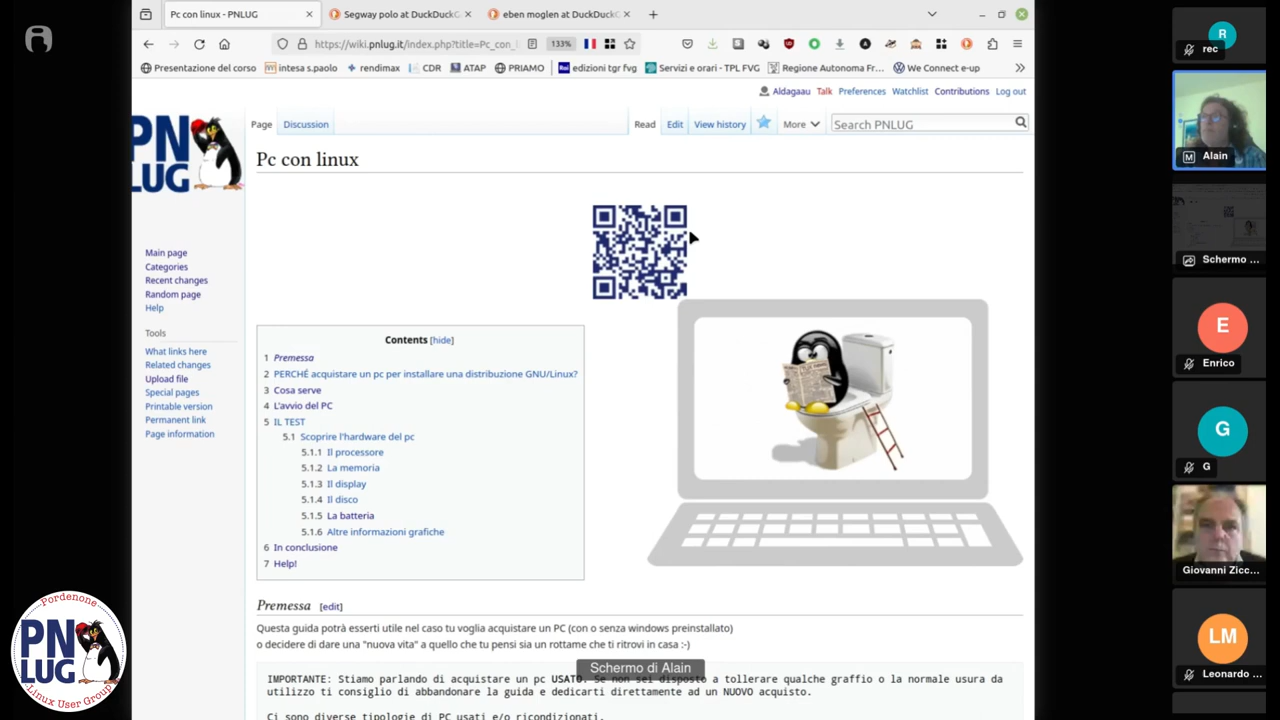 Pc con linux - PNLUG
Segway polo at DuckDuckG
eben moglen at DuckDuckG
https://wiki.pnlug.it/index.php?title=Pc_con_l
133%
Presentazione del corso
intesa s.paolo
rendimax
CDR
ATAP
PRIAMO
edizioni tgr fvg
Servizi e orari - TPL FVG
Regione Autonoma Fr…
We Connect e-up
Aldagaau
Talk
Preferences
Watchlist
Contributions
Log out
PN
LUG
Page
Discussion
Read
Edit
View history
More
Search PNLUG
Pc con linux
Main page
Categories
Recent changes
Random page
Help
Tools
What links here
Related changes
Upload file
Special pages
Printable version
Permanent link
Page information
Contents [hide]
1 Premessa
2 PERCHÉ acquistare un pc per installare una distribuzione GNU/Linux?
3 Cosa serve
4 L'avvio del PC
5 IL TEST
5.1 Scoprire l'hardware del pc
5.1.1 Il processore
5.1.2 La memoria
5.1.3 Il display
5.1.4 Il disco
5.1.5 La batteria
5.1.6 Altre informazioni grafiche
6 In conclusione
7 Help!
Premessa [edit]
Questa guida potrà esserti utile nel caso tu voglia acquistare un PC (con o senza windows preinstallato)
o decidere di dare una "nuova vita" a quello che tu pensi sia un rottame che ti ritrovi in casa :-)
IMPORTANTE: Stiamo parlando di acquistare un pc USATO. Se non sei disposto a tollerare qualche graffio o la normale usura da
utilizzo ti consiglio di abbandonare la guida e dedicarti direttamente ad un NUOVO acquisto.
Ci sono diverse tipologie di PC usati e/o ricondizionati.
Schermo di Alain
Pordenone
PN
LUG
Linux User Group
R
rec
M
Alain
Schermo ...
E
Enrico
G
G
Giovanni Zicc...
LM
Leonardo ...